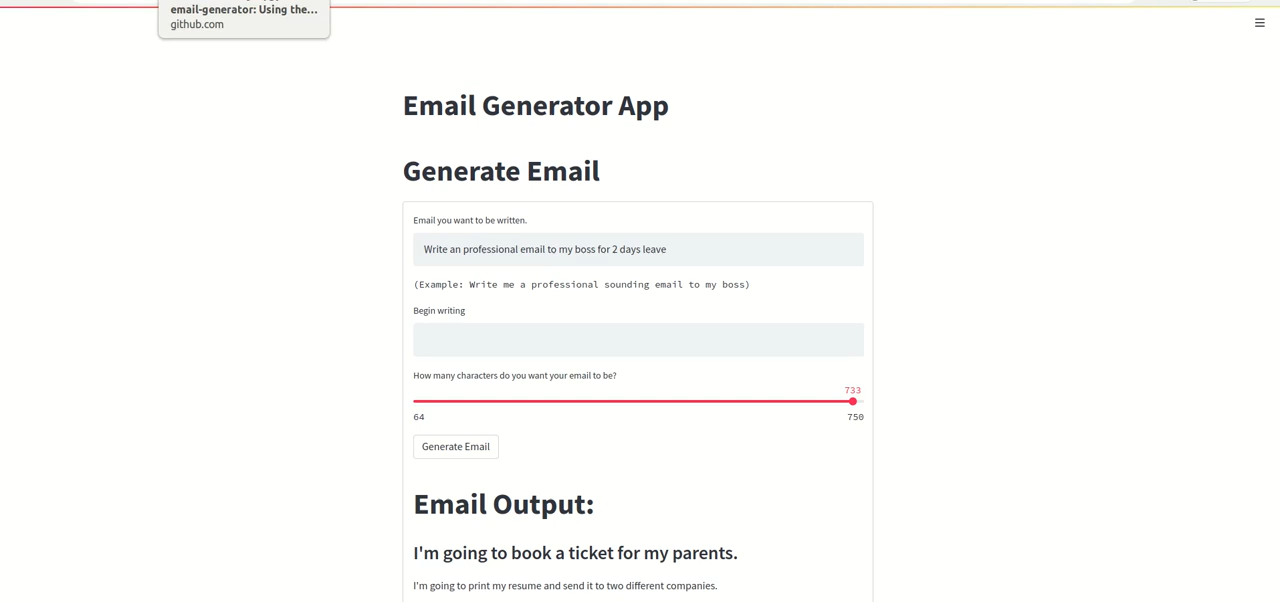 email-generator: Using the...
github.com
Email Generator App
Generate Email
Email you want to be written.
Write an professional email to my boss for 2 days leave
(Example: Write me a professional sounding email to my boss)
Begin writing
How many characters do you want your email to be?
733
64 750
Generate Email
Email Output:
I'm going to book a ticket for my parents.
I'm going to print my resume and send it to two different companies.